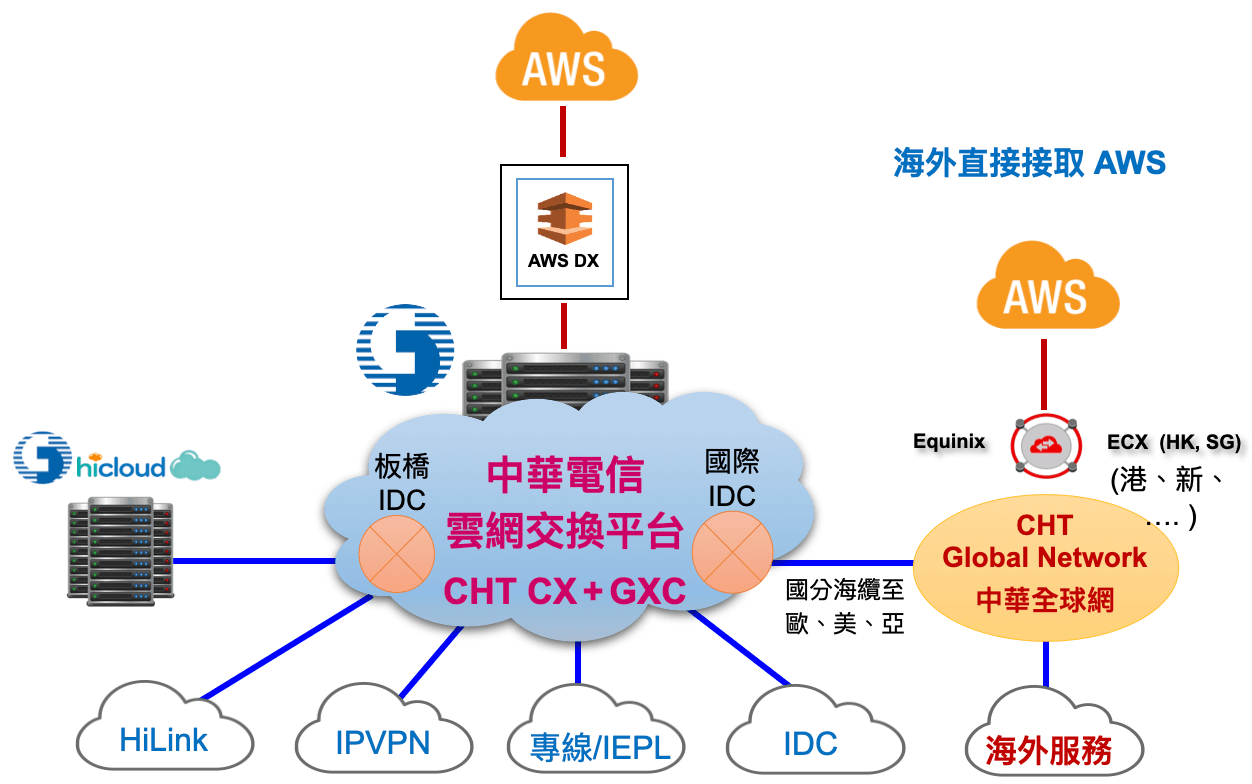 AWS
海外直接接取 AWS
AWS DX
AWS
Equinix
ECX (HK, SG)
(港、新、
.... )
hicloud
板橋
IDC
國際
IDC
中華電信
雲網交換平台
CHT CX + GXC
CHT
Global Network
中華全球網
國分海纜至
歐、美、亞
HiLink
IPVPN
專線/IEPL
IDC
海外服務